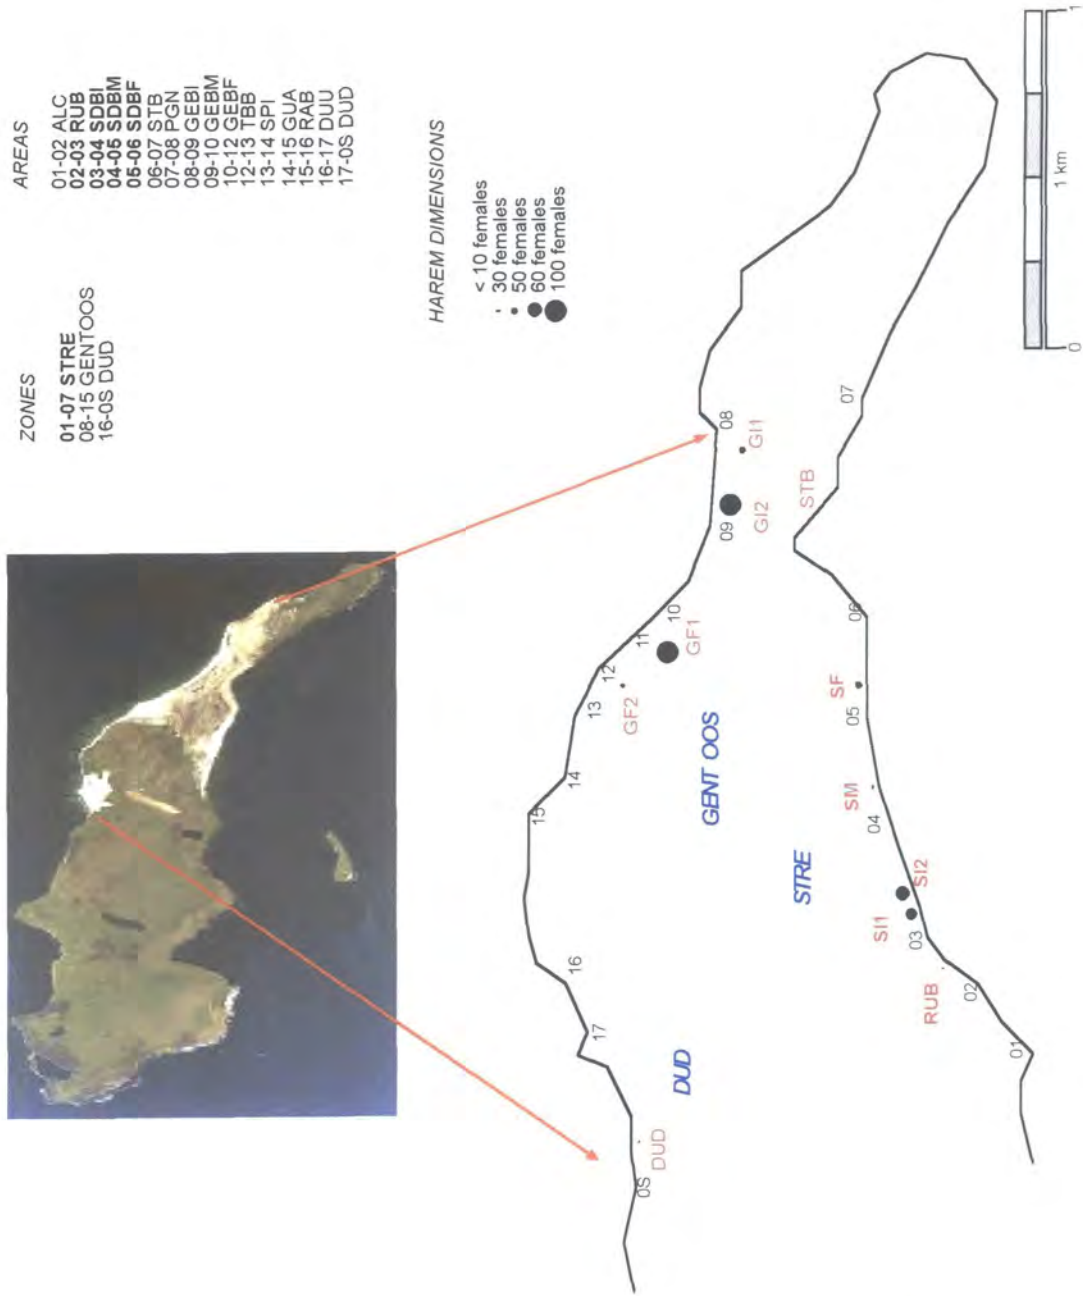 ZONES
01-07 STRE
08-15 GENTOOS
16-0S DUD
AREAS
01-02 ALC
02-03 RUB
03-04 SDBI
04-05 SDBM
05-06 SDBF
06-07 STB
07-08 PGN
08-09 GEBI
09-10 GEBM
10-12 GEBF
12-13 TBB
13-14 SPI
14-15 GUA
15-16 RAB
16-17 DUU
17-0S DUD
HAREM DIMENSIONS
< 10 females
30 females
50 females
60 females
100 females
0S
DUD
DUD
17
16
15
14
13
12
GF2
11
10
GF1
GENT OOS
09
GI2
08
GI1
STB
07
STRE
06
SF
05
SM
04
SI2
SI1
03
RUB
02
01
0
1 km
1